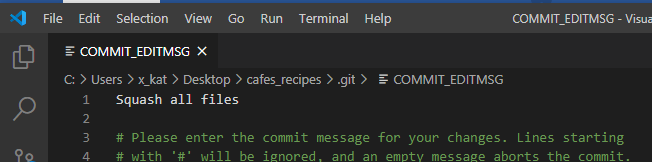 File Edit Selection View Go Run Terminal Help COMMIT_EDITMSG - Visua
COMMIT_EDITMSG
C: > Users > x_kat > Desktop > cafes_recipes > .git > COMMIT_EDITMSG
1 Squash all files
2
3 # Please enter the commit message for your changes. Lines starting
4 # with '#' will be ignored, and an empty message aborts the commit.